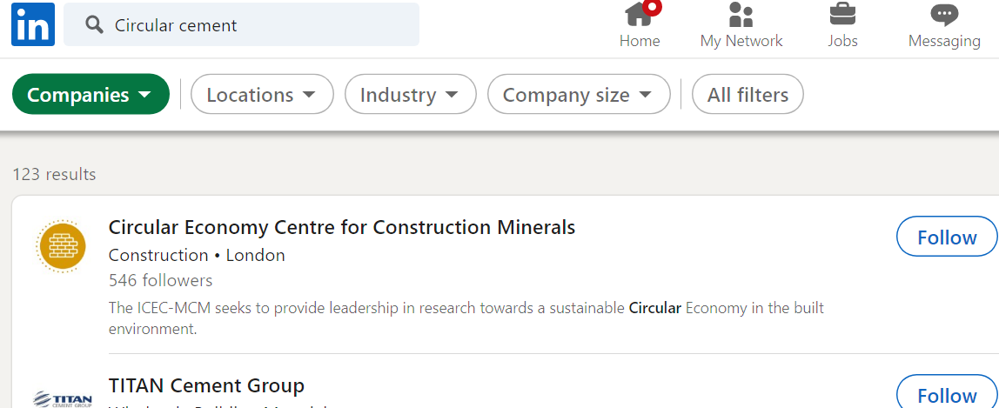 in
Circular cement
Home
My Network
Jobs
Messaging
Companies
Locations
Industry
Company size
All filters
123 results
Circular Economy Centre for Construction Minerals
Construction • London
546 followers
The ICEC-MCM seeks to provide leadership in research towards a sustainable Circular Economy in the built
environment.
Follow
TITAN
CEMENT GROUP
TITAN Cement Group
Follow